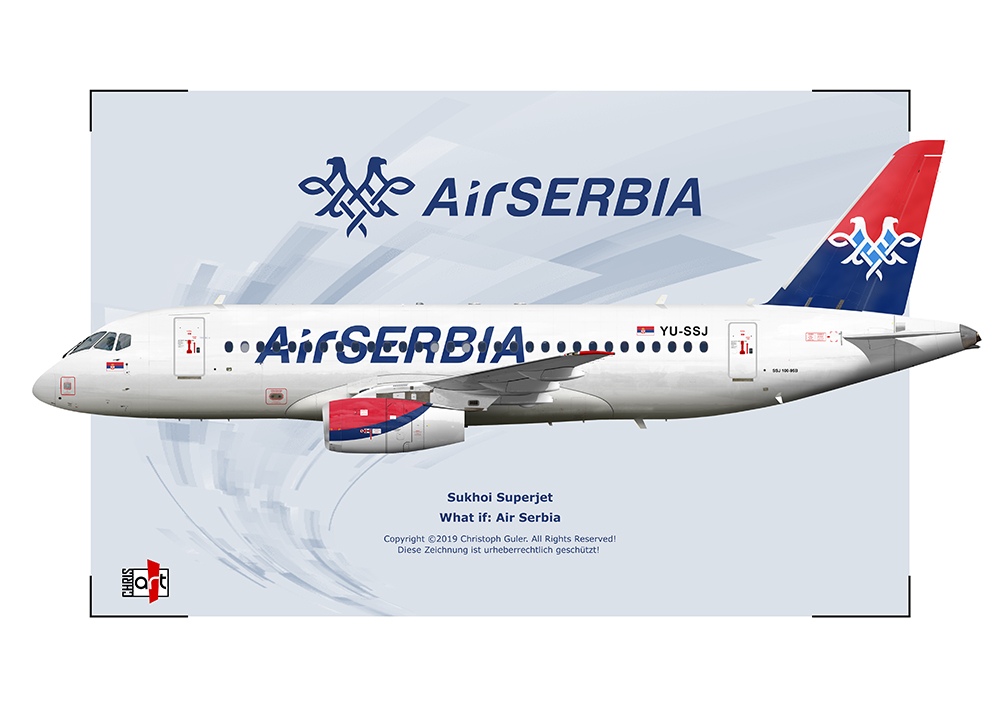 AirSERBIA
AirSERBIA
YU-SSJ
SSJ 100-95B
Sukhoi Superjet
What if: Air Serbia
Copyright ©2019 Christoph Guler. All Rights Reserved!
Diese Zeichnung ist urheberrechtlich geschützt!
CHRIS
art